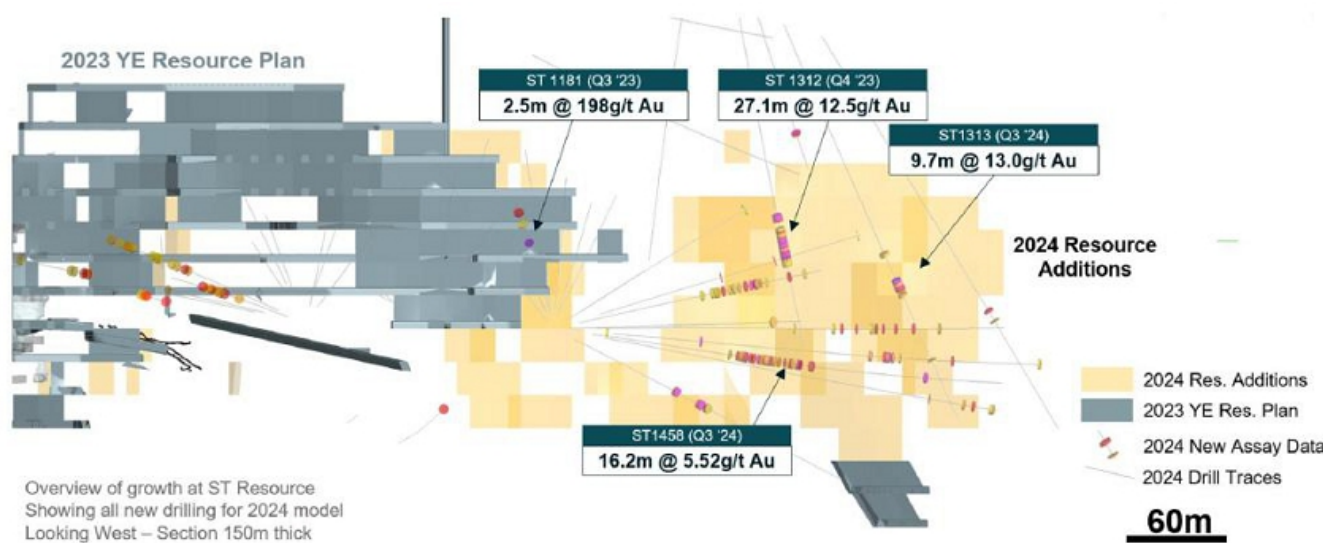 2023 YE Resource Plan
ST 1181 (Q3 '23)
2.5m @ 198g/t Au
ST 1312 (Q4 '23)
27.1m @ 12.5g/t Au
ST1313 (Q3 '24)
9.7m @ 13.0g/t Au
2024 Resource
Additions
ST1458 (Q3 '24)
16.2m @ 5.52g/t Au
2024 Res. Additions
2023 YE Res. Plan
2024 New Assay Data
2024 Drill Traces
60m
Overview of growth at ST Resource
Showing all new drilling for 2024 model
Looking West – Section 150m thick